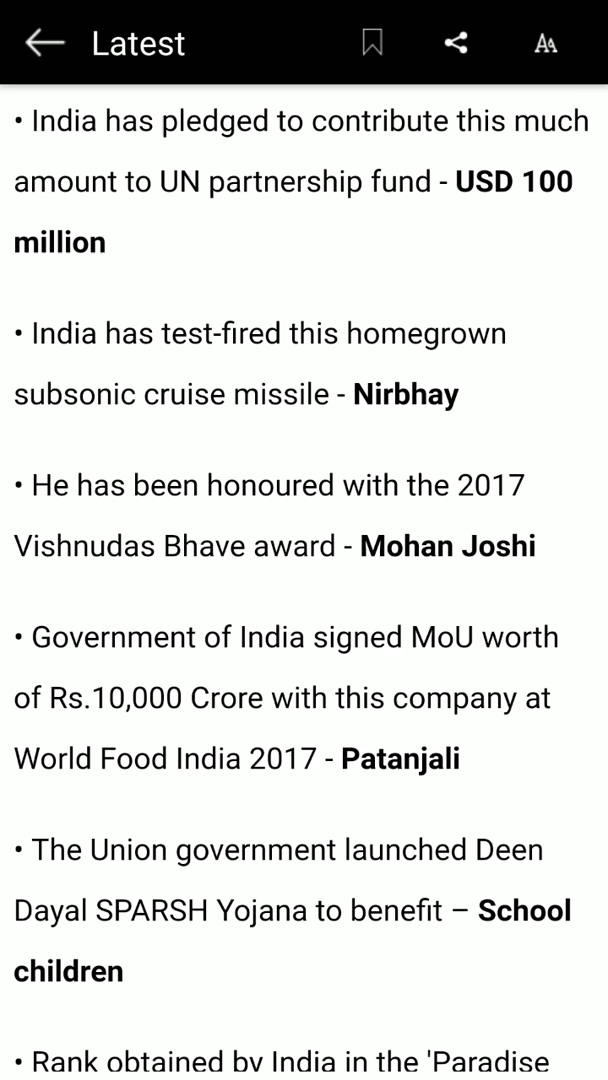 Latest
• India has pledged to contribute this much
amount to UN partnership fund - USD 100
million
• India has test-fired this homegrown
subsonic cruise missile - Nirbhay
• He has been honoured with the 2017
Vishnudas Bhave award - Mohan Joshi
• Government of India signed MoU worth
of Rs.10,000 Crore with this company at
World Food India 2017 - Patanjali
• The Union government launched Deen
Dayal SPARSH Yojana to benefit – School
children
• Rank obtained by India in the 'Paradise